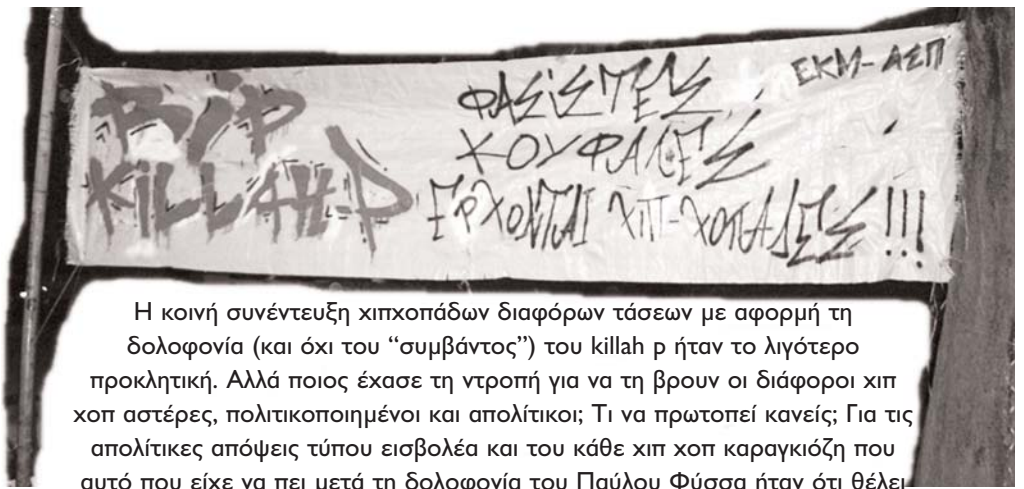 RIP
KILLAH-P
ΦΑΣiΣΤΕΣ
ΚΟΥΦΑΛΕΣ
ΕΡΧΟΝΤΑΙ ΧΙΠ-ΧΟΠΑΔΕΣ!!!
ΕΚΜ-ΑΣΠ
Η κοινή συνέντευξη χιπχοπάδων διαφόρων τάσεων με αφορμή τη
δολοφονία (και όχι του “συμβάντος”) του killah p ήταν το λιγότερο
προκλητική. Αλλά ποιος έχασε τη ντροπή για να τη βρουν οι διάφοροι χιπ
χοπ αστέρες, πολιτικοποιημένοι και απολίτικοι; Τι να πρωτοπεί κανείς; Για τις
απολίτικες απόψεις τύπου εισβολέα και του κάθε χιπ χοπ καραγκιόζη που
αυτό που είχε να πει μετά τη δολοφονία του Παύλου Φύσσα ήταν ότι θέλει